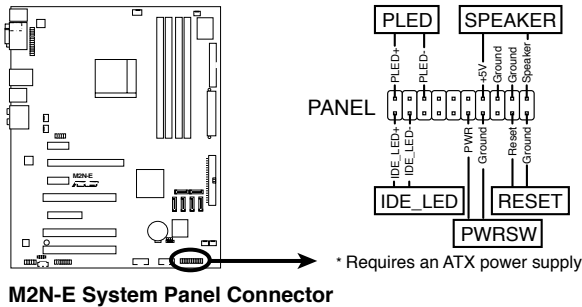 PLED
SPEAKER
PLED+
PLED-
+5V
Ground
Ground
Speaker
PANEL
IDE_LED+
IDE_LED-
PWR
Ground
Reset
Ground
IDE_LED
RESET
PWRSW
M2N-E
ASUS
* Requires an ATX power supply
M2N-E System Panel Connector